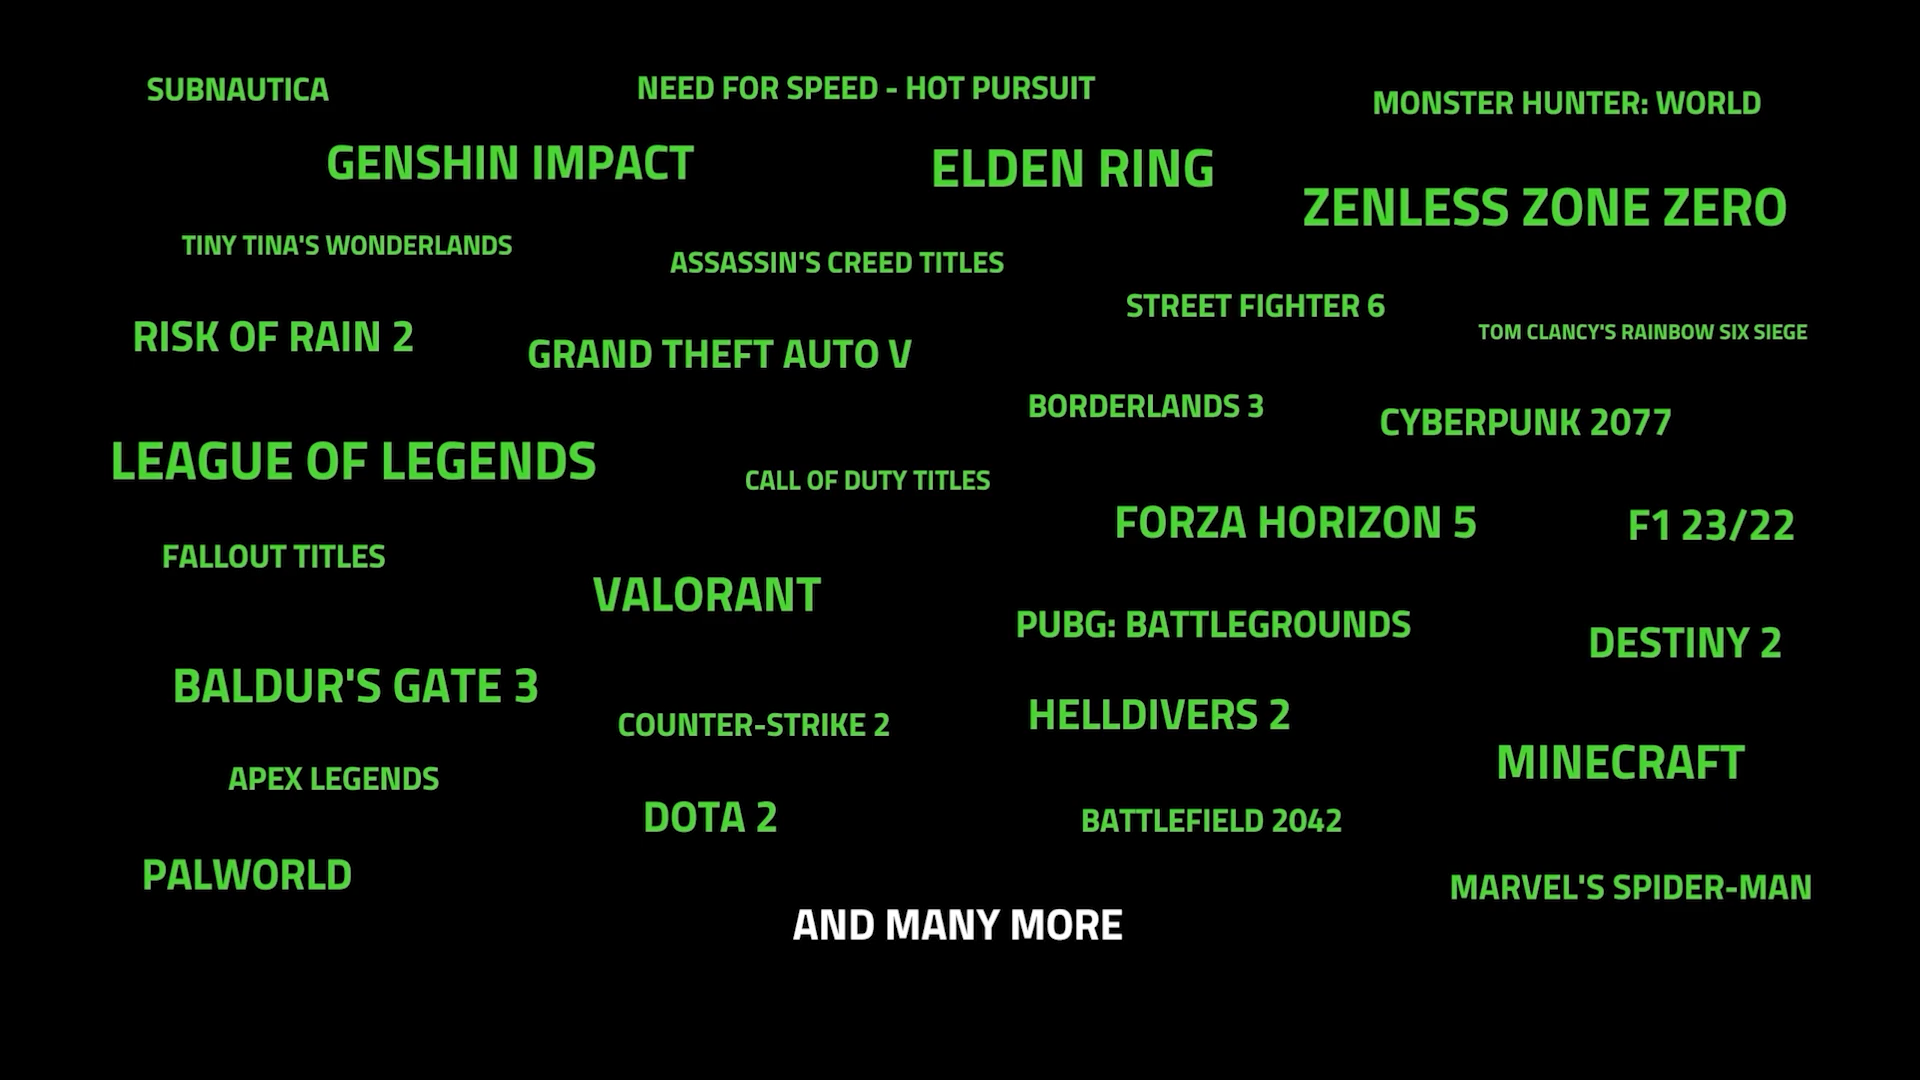 SUBNAUTICA
NEED FOR SPEED - HOT PURSUIT
MONSTER HUNTER: WORLD
GENSHIN IMPACT
ELDEN RING
ZENLESS ZONE ZERO
TINY TINA'S WONDERLANDS
ASSASSIN'S CREED TITLES
STREET FIGHTER 6
TOM CLANCY'S RAINBOW SIX SIEGE
RISK OF RAIN 2
GRAND THEFT AUTO V
BORDERLANDS 3
CYBERPUNK 2077
LEAGUE OF LEGENDS
CALL OF DUTY TITLES
FORZA HORIZON 5
F1 23/22
FALLOUT TITLES
VALORANT
PUBG: BATTLEGROUNDS
DESTINY 2
BALDUR'S GATE 3
COUNTER-STRIKE 2
HELLDIVERS 2
MINECRAFT
APEX LEGENDS
DOTA 2
BATTLEFIELD 2042
PALWORLD
MARVEL'S SPIDER-MAN
AND MANY MORE